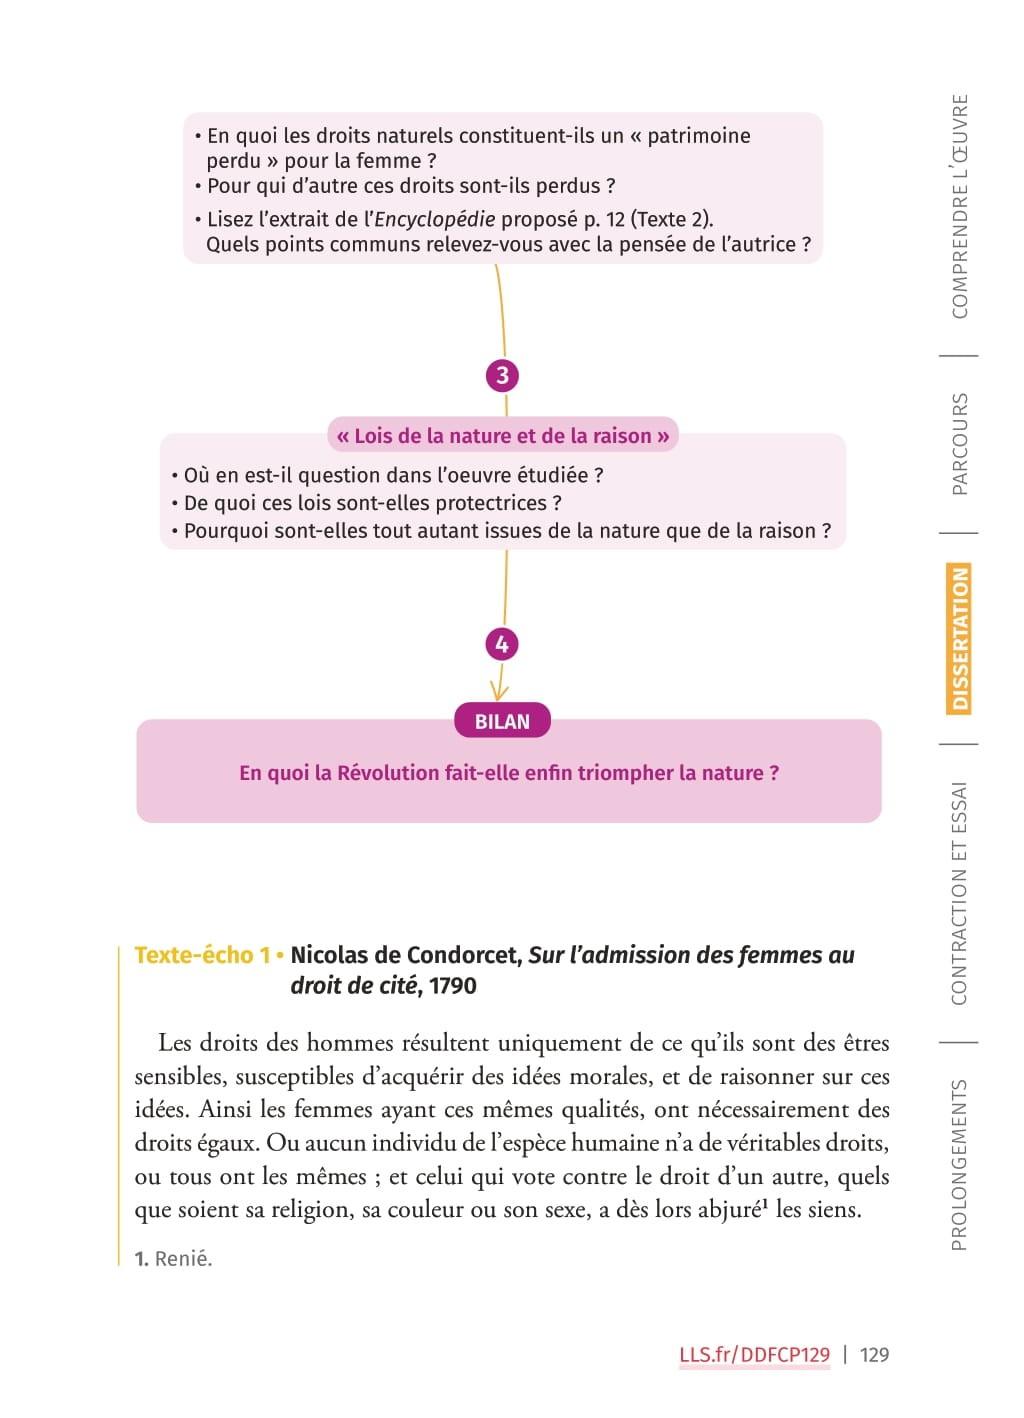 • En quoi les droits naturels constituent-ils un « patrimoine
perdu » pour la femme ?
• Pour qui d'autre ces droits sont-ils perdus ?
• Lisez l'extrait de l'Encyclopédie proposé p. 12 (Texte 2).
Quels points communs relevez-vous avec la pensée de l'autrice ?
3
« Lois de la nature et de la raison »
• Où en est-il question dans l'oeuvre étudiée ?
• De quoi ces lois sont-elles protectrices ?
• Pourquoi sont-elles tout autant issues de la nature que de la raison ?
4
BILAN
En quoi la Révolution fait-elle enfin triompher la nature ?
Texte-écho 1 • Nicolas de Condorcet, Sur l'admission des femmes au
droit de cité, 1790
Les droits des hommes résultent uniquement de ce qu'ils sont des êtres
sensibles, susceptibles d'acquérir des idées morales, et de raisonner sur ces
idées. Ainsi les femmes ayant ces mêmes qualités, ont nécessairement des
droits égaux. Ou aucun individu de l'espèce humaine n'a de véritables droits,
ou tous ont les mêmes ; et celui qui vote contre le droit d'un autre, quels
que soient sa religion, sa couleur ou son sexe, a dès lors abjuré¹ les siens.
1. Renié.
LLS.fr/DDFCP129 | 129
COMPRENDRE L'ŒUVRE
PARCOURS
DISSERTATION
CONTRACTION ET ESSAI
PROLONGEMENTS